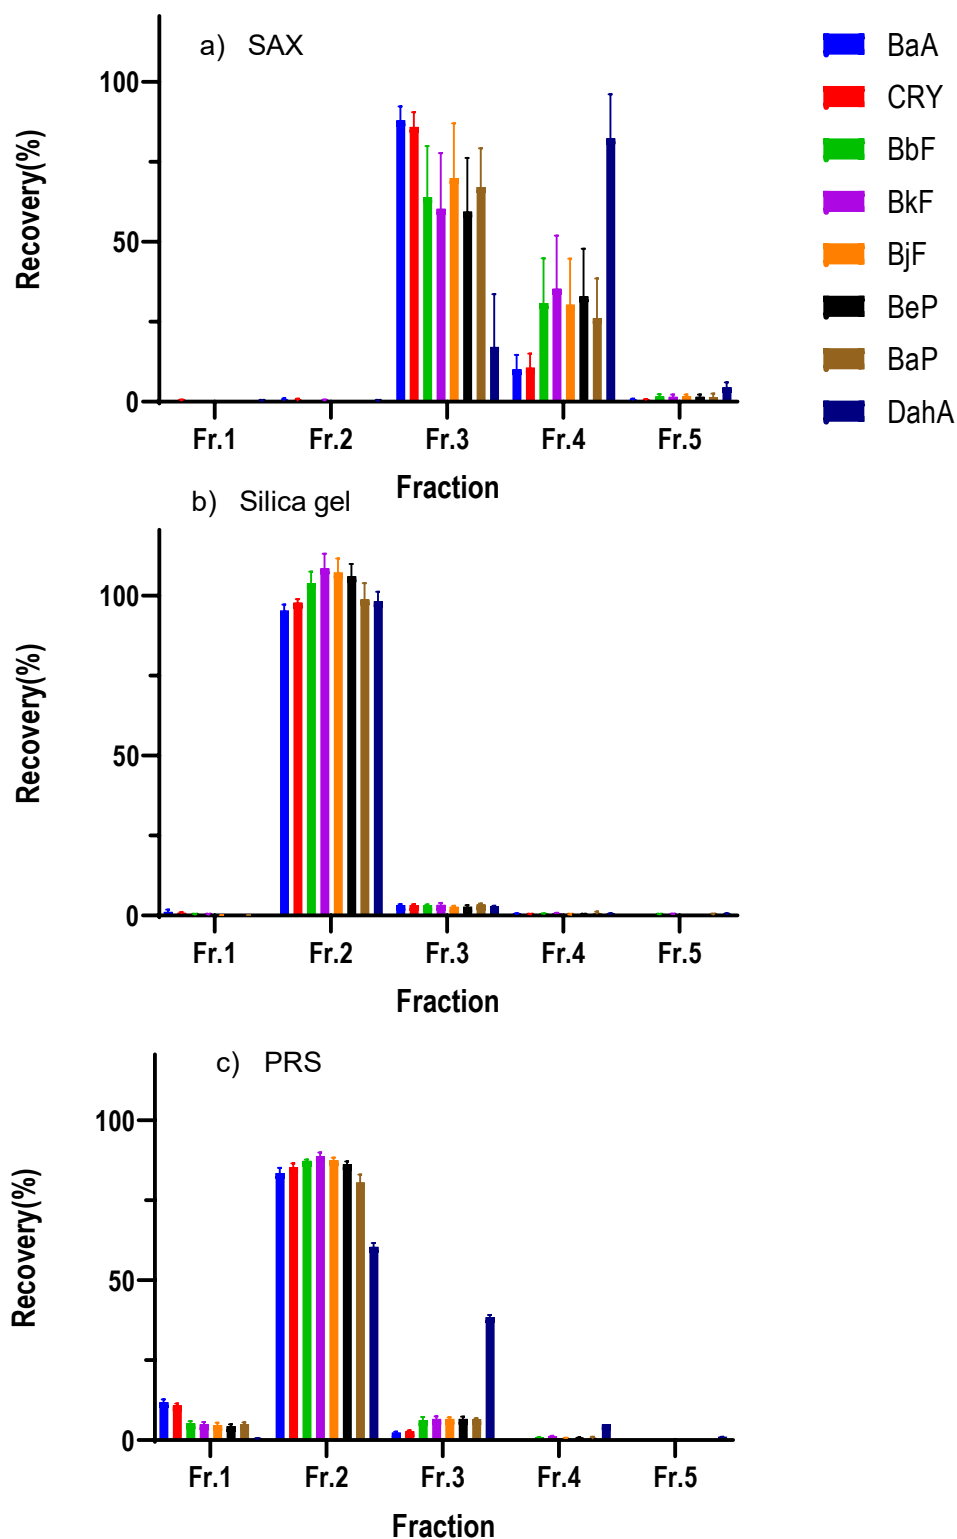 a) SAX
100
50
0
Recovery(%)
Fr.1 Fr.2 Fr.3 Fr.4 Fr.5
Fraction
BaA
CRY
BbF
BkF
BjF
BeP
BaP
DahA
b) Silica gel
100
50
0
Recovery(%)
Fr.1 Fr.2 Fr.3 Fr.4 Fr.5
Fraction
c) PRS
100
50
0
Recovery(%)
Fr.1 Fr.2 Fr.3 Fr.4 Fr.5
Fraction